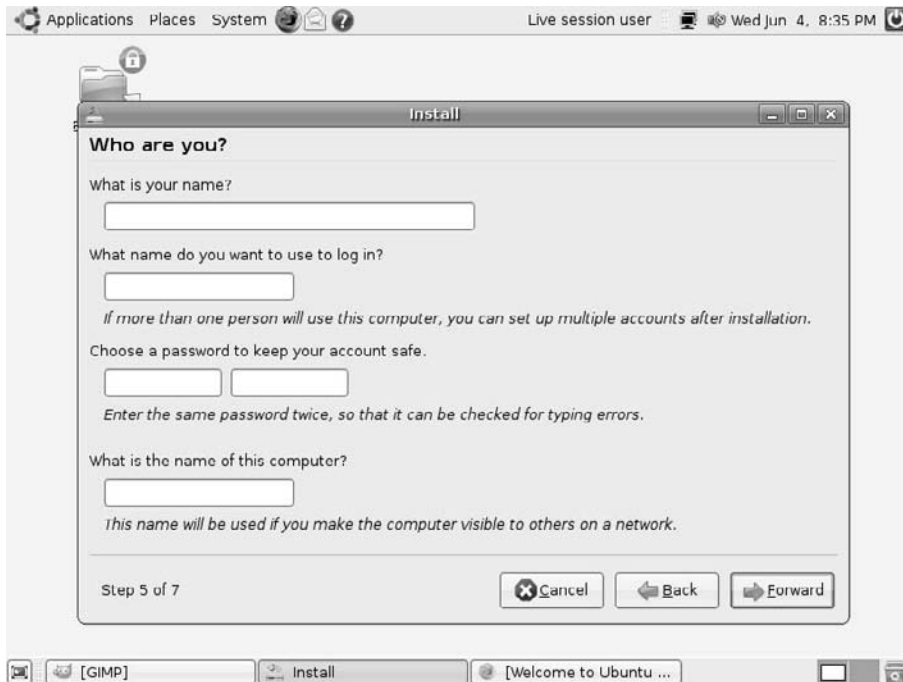 Applications Places System Live session user Wed Jun 4, 8:35 PM
Install
Who are you?
What is your name?
What name do you want to use to log in?
If more than one person will use this computer, you can set up multiple accounts after installation.
Choose a password to keep your account safe.
Enter the same password twice, so that it can be checked for typing errors.
What is the name of this computer?
This name will be used if you make the computer visible to others on a network.
Step 5 of 7 Cancel Back Forward
[GIMP] Install [Welcome to Ubuntu ...